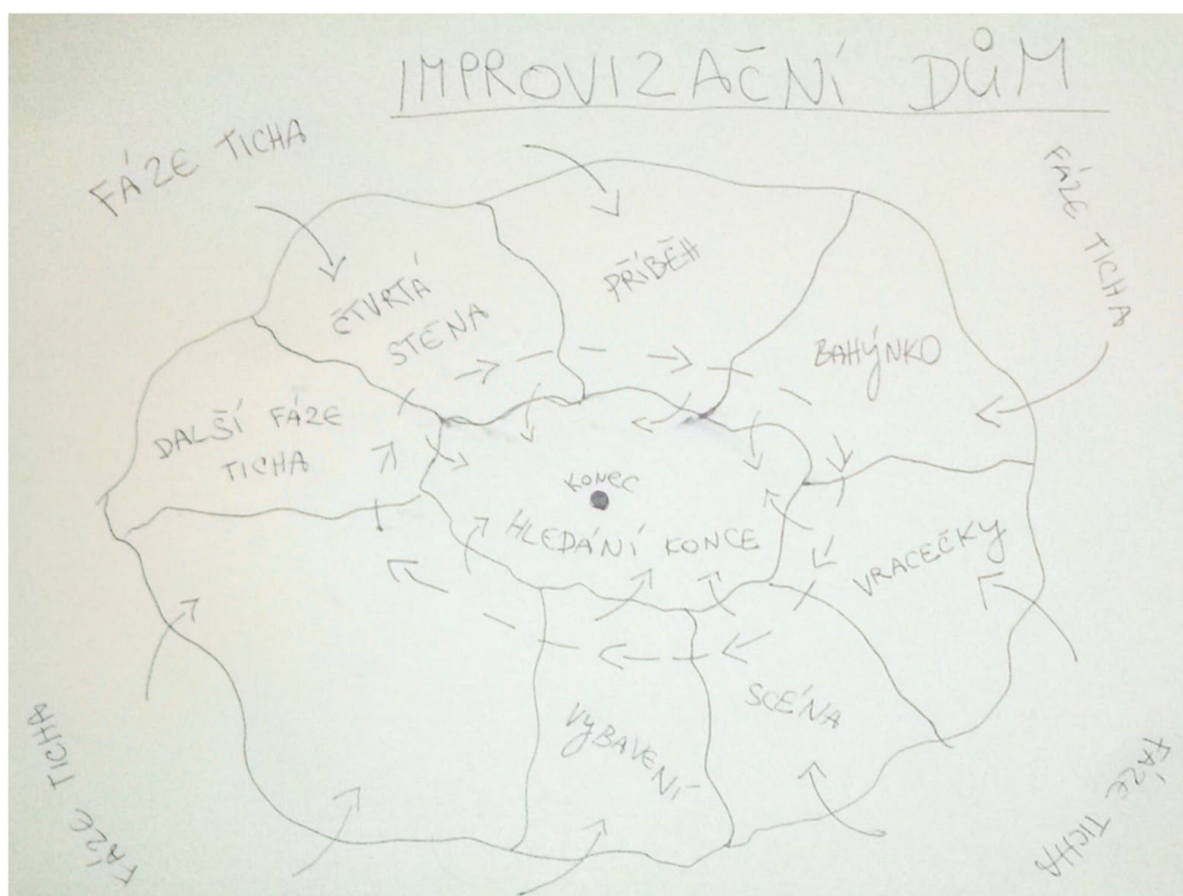 IMPROVIZAČNÍ DŮM
FÁZE TICHA
FÁZE TICHA
PŘÍBĚH
ČTVRTÁ
STĚNA
BAHÝNKO
DALŠÍ FÁZE
TICHA
KONEC
HLEDÁNÍ KONCE
VRACEČKY
SCÉNA
VYBAVENÍ
FÁZE TICHA
FÁZE TICHA